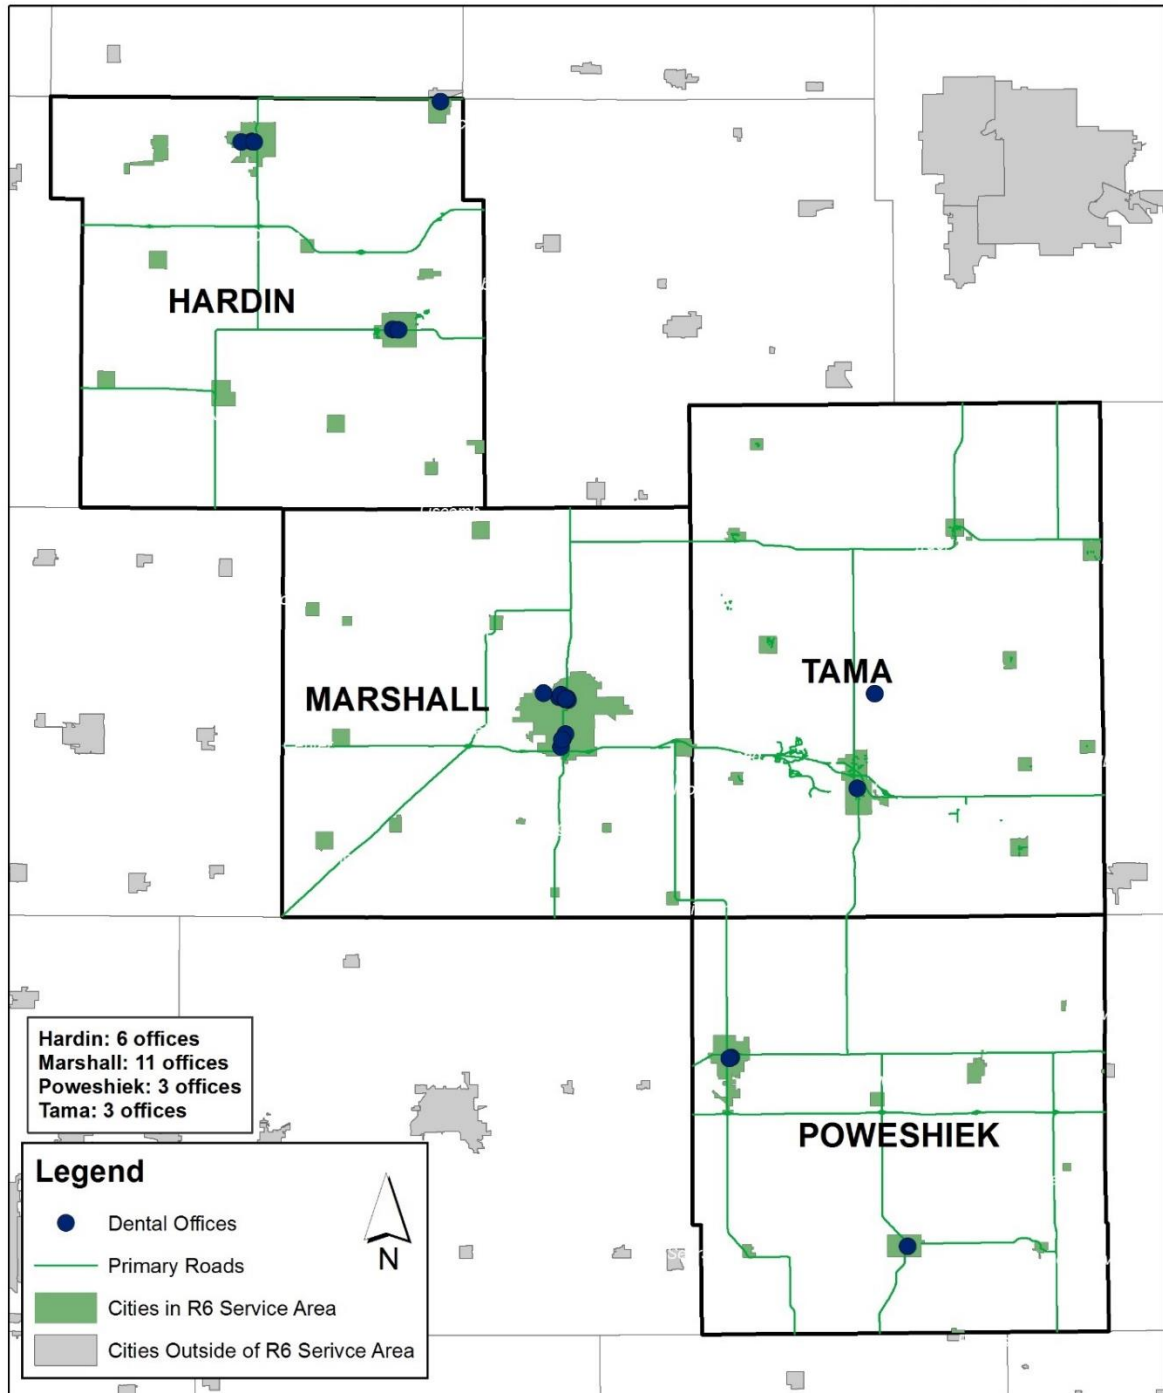 HARDIN
MARSHALL
TAMA
POWESHIEK
Hardin: 6 offices
Marshall: 11 offices
Poweshiek: 3 offices
Tama: 3 offices
Legend
Dental Offices
Primary Roads
Cities in R6 Service Area
Cities Outside of R6 Serivce Area
N